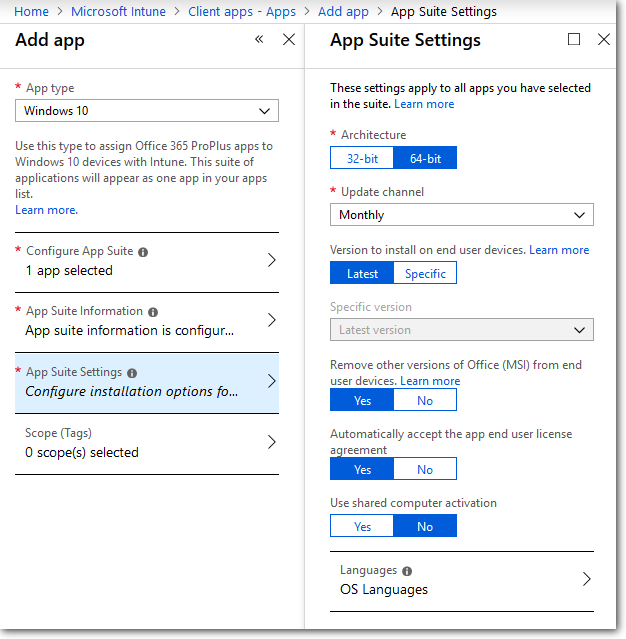 Home > Microsoft Intune > Client apps - Apps > Add app > App Suite Settings
Add app
* App type
Windows 10
Use this type to assign Office 365 ProPlus apps to
Windows 10 devices with Intune. This suite of
applications will appear as one app in your apps
list.
Learn more.
* Configure App Suite
1 app selected
* App Suite Information
App suite information is configur...
* App Suite Settings
Configure installation options fo...
Scope (Tags)
0 scope(s) selected
App Suite Settings
These settings apply to all apps you have selected
in the suite. Learn more
* Architecture
32-bit 64-bit
* Update channel
Monthly
Version to install on end user devices. Learn more
Latest Specific
Specific version
Latest version
Remove other versions of Office (MSI) from end
user devices. Learn more
Yes No
Automatically accept the app end user license
agreement
Yes No
Use shared computer activation
Yes No
Languages
OS Languages